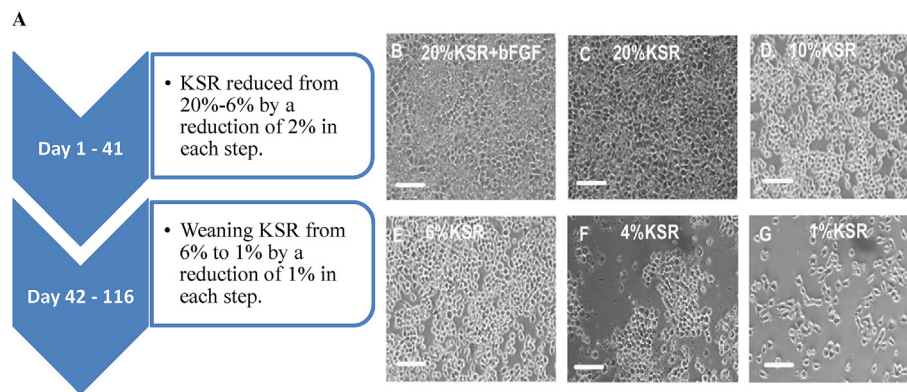 A
Day 1 - 41
• KSR reduced from
20%-6% by a
reduction of 2% in
each step.
Day 42 - 116
• Weaning KSR from
6% to 1% by a
reduction of 1% in
each step.
B 20%KSR+bFGF
C 20%KSR
D 10%KSR
E 6%KSR
F 4%KSR
G 1%KSR